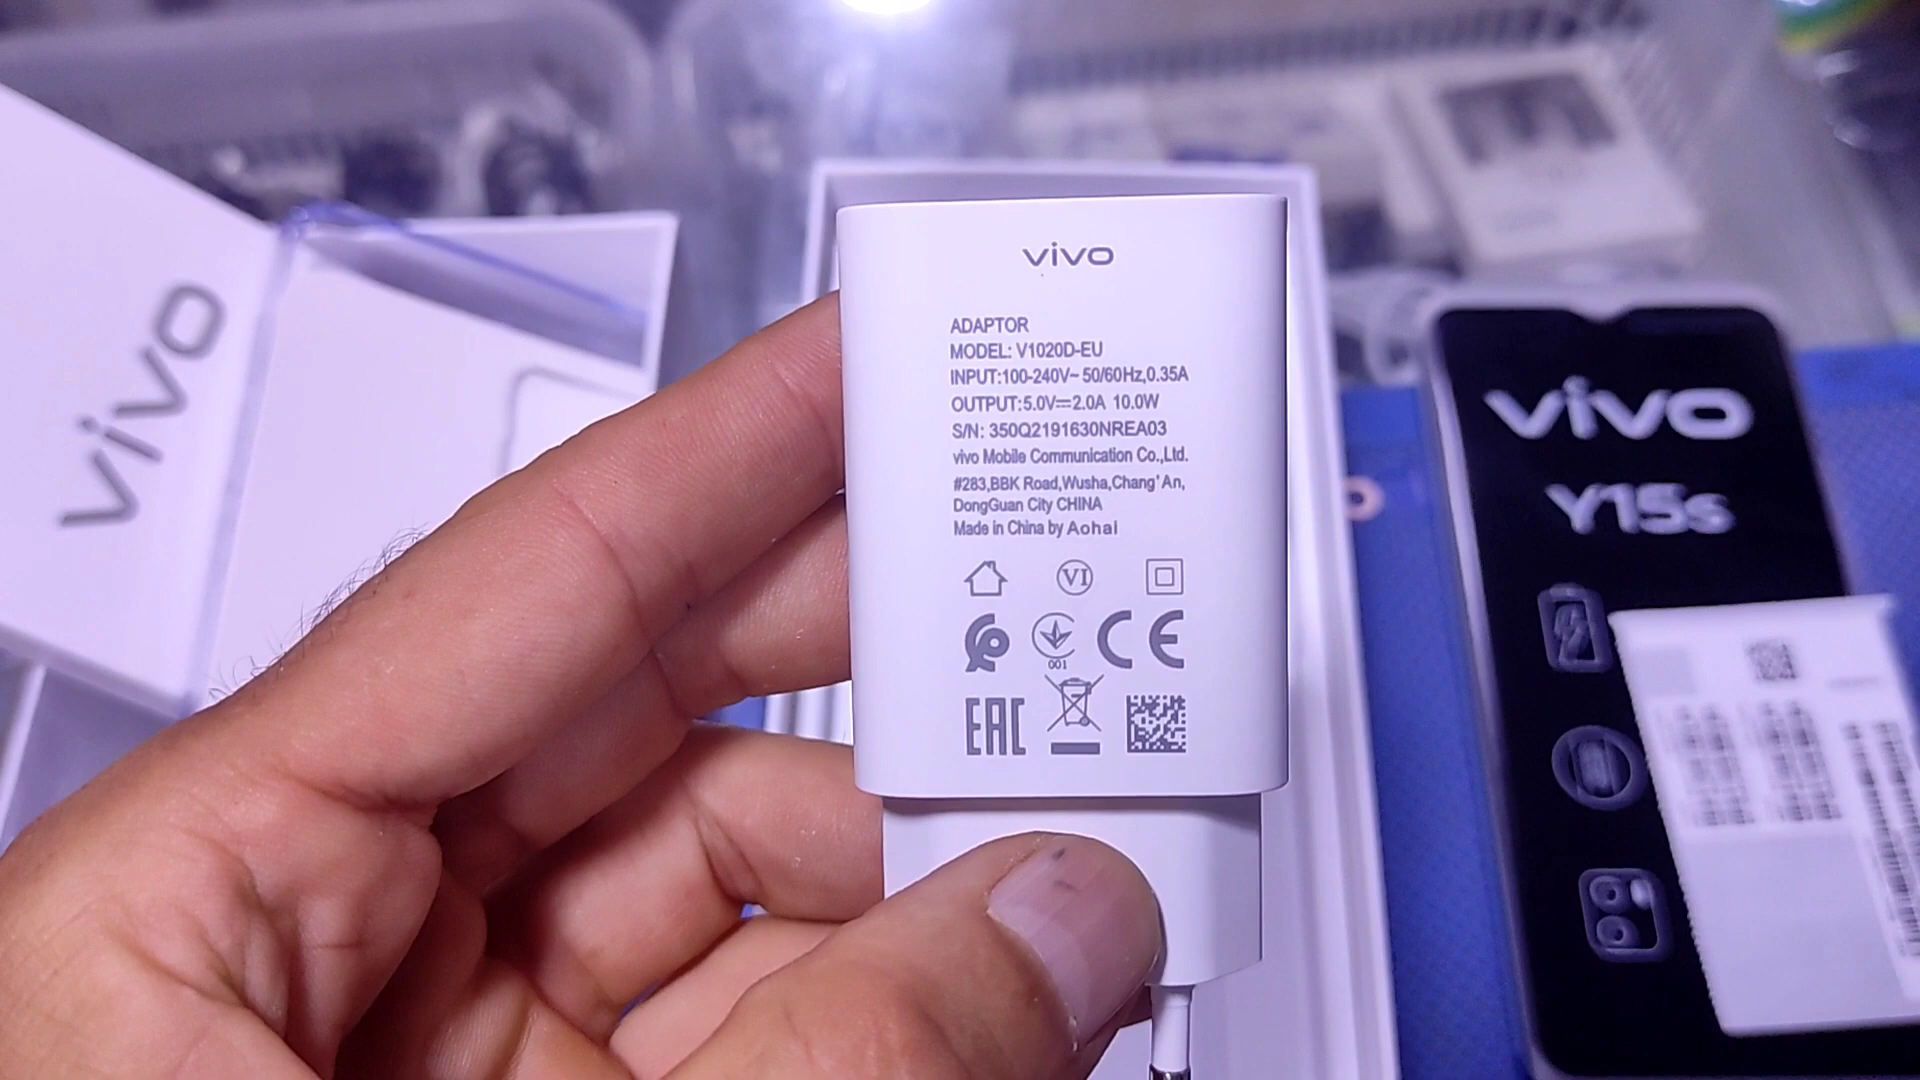 vivo
vivo
ADAPTOR
MODEL: V1020D-EU
INPUT:100-240V~ 50/60Hz,0.35A
OUTPUT:5.0V⎓2.0A 10.0W
S/N: 350Q2191630NREA03
vivo Mobile Communication Co.,Ltd.
#283,BBK Road,Wusha,Chang'An,
DongGuan City CHINA
Made in China by Aohai
VI
001
CE
EAC
vivo
Y15s